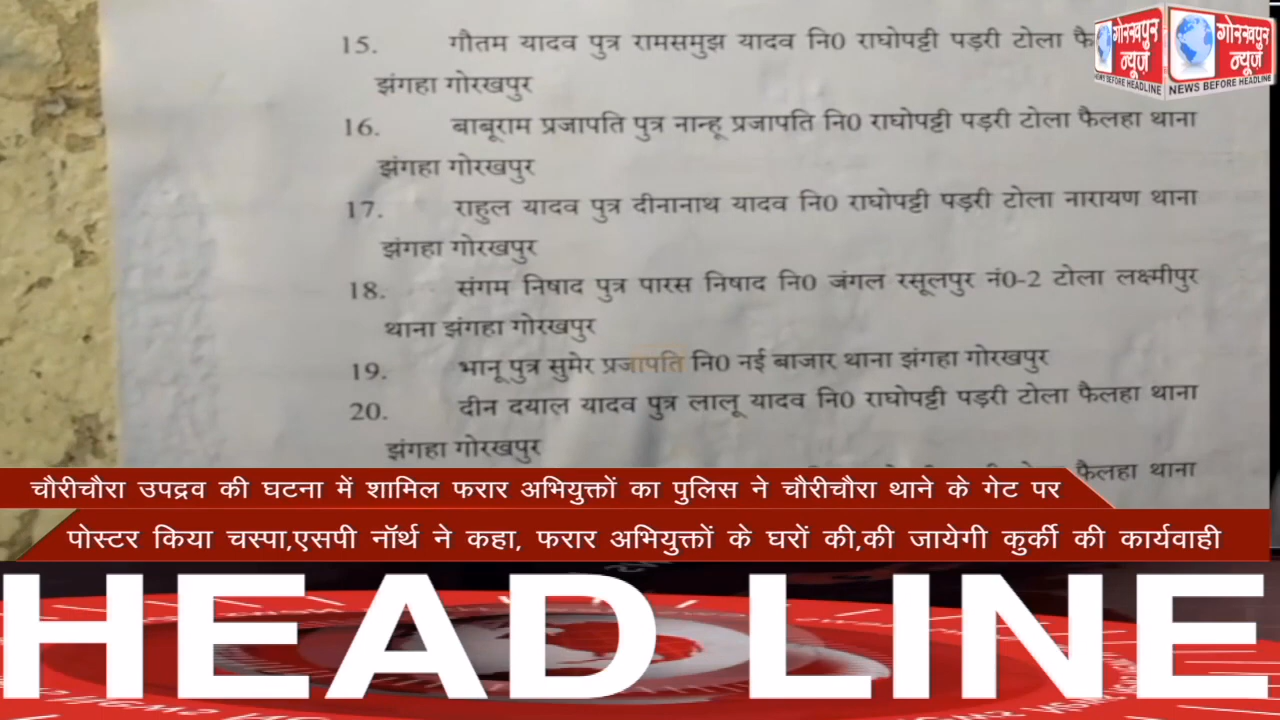 15. गौतम यादव पुत्र रामसमुझ यादव नि0 राघोपट्टी पड़री टोला
झंगहा गोरखपुर
16. बाबूराम प्रजापति पुत्र नान्हू प्रजापति नि0 राघोपट्टी पड़री टोला फैलहा थाना
झंगहा गोरखपुर
17. राहुल यादव पुत्र दीनानाथ यादव नि0 राघोपट्टी पड़री टोला नारायण थाना
झंगहा गोरखपुर
18. संगम निषाद पुत्र पारस निषाद नि0 जंगल रसूलपुर नं0-2 टोला लक्ष्मीपुर
थाना झंगहा गोरखपुर
19. भानू पुत्र सुमेर प्रजापति नि0 नई बाजार थाना झंगहा गोरखपुर
20. दीन दयाल यादव पुत्र लालू यादव नि0 राघोपट्टी पड़री टोला फैलहा थाना
झंगहा गोरखपुर
फैलहा थाना
गोरखपुर न्यूज़
NEWS BEFORE HEADLINE
गोरखपुर न्यूज़
NEWS BEFORE HEADLINE
चौरीचौरा उपद्रव की घटना में शामिल फरार अभियुक्तों का पुलिस ने चौरीचौरा थाने के गेट पर
पोस्टर किया चस्पा,एसपी नॉर्थ ने कहा, फरार अभियुक्तों के घरों की,की जायेगी कुर्की की कार्यवाही
HEAD LINE